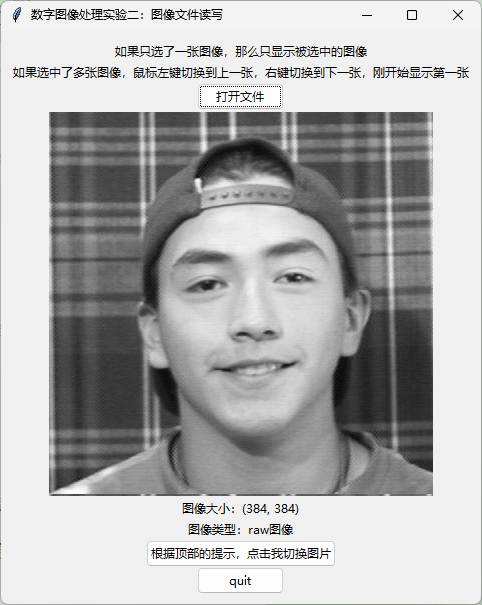 数字图像处理实验二：图像文件读写
如果只选了一张图像，那么只显示被选中的图像
如果选中了多张图像，鼠标左键切换到上一张，右键切换到下一张，刚开始显示第一张
打开文件
图像大小：(384, 384)
图像类型：raw图像
根据顶部的提示，点击我切换图片
quit